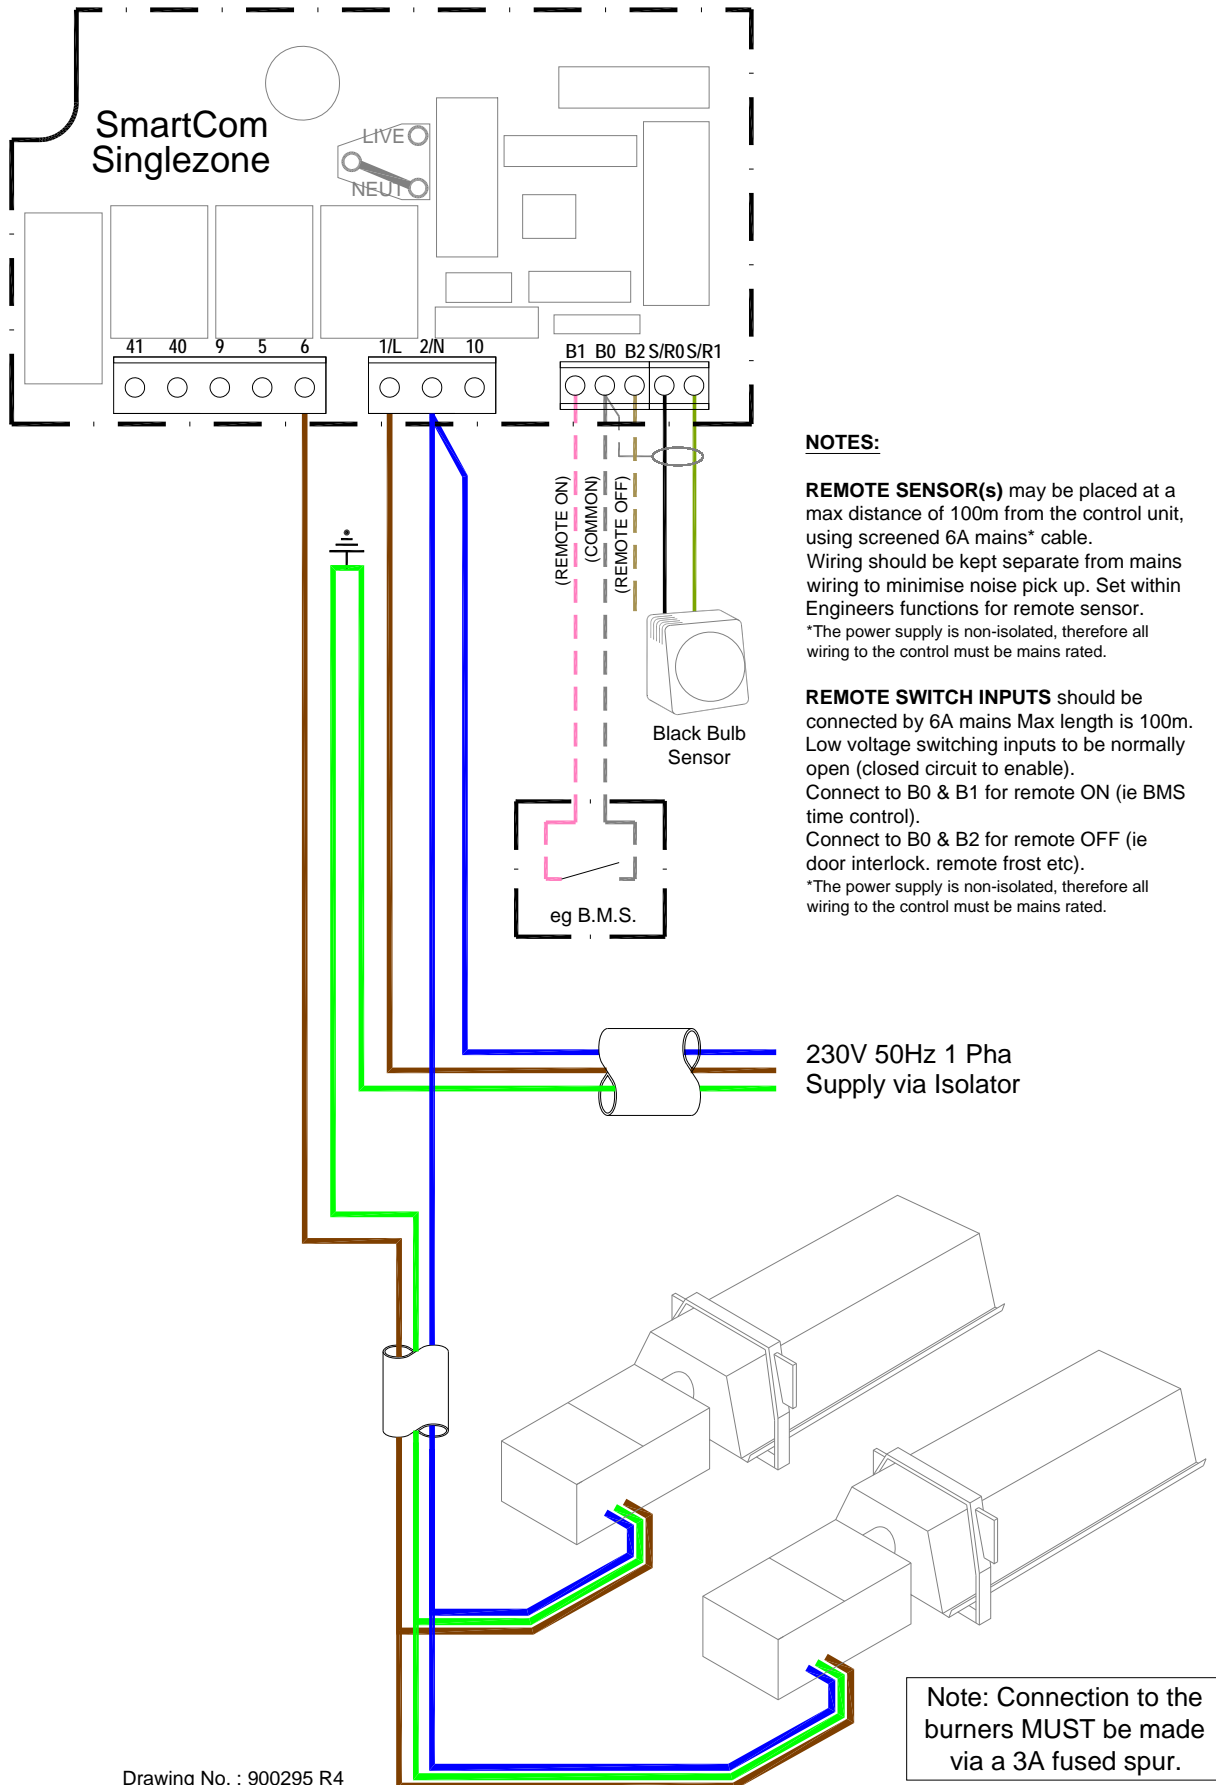 SmartCom
Singlezone
LIVE
NEUT
41 40 9 5 6 1/L 2/N 10 B1 B0 B2 S/R0 S/R1
(REMOTE ON)
(COMMON)
(REMOTE OFF)
Black Bulb
Sensor
eg B.M.S.
NOTES:
REMOTE SENSOR(s) may be placed at a
max distance of 100m from the control unit,
using screened 6A mains* cable.
Wiring should be kept separate from mains
wiring to minimise noise pick up. Set within
Engineers functions for remote sensor.
*The power supply is non-isolated, therefore all
wiring to the control must be mains rated.
REMOTE SWITCH INPUTS should be
connected by 6A mains Max length is 100m.
Low voltage switching inputs to be normally
open (closed circuit to enable).
Connect to B0 & B1 for remote ON (ie BMS
time control).
Connect to B0 & B2 for remote OFF (ie
door interlock. remote frost etc).
*The power supply is non-isolated, therefore all
wiring to the control must be mains rated.
230V 50Hz 1 Pha
Supply via Isolator
Note: Connection to the
burners MUST be made
via a 3A fused spur.
Drawing No. : 900295 R4